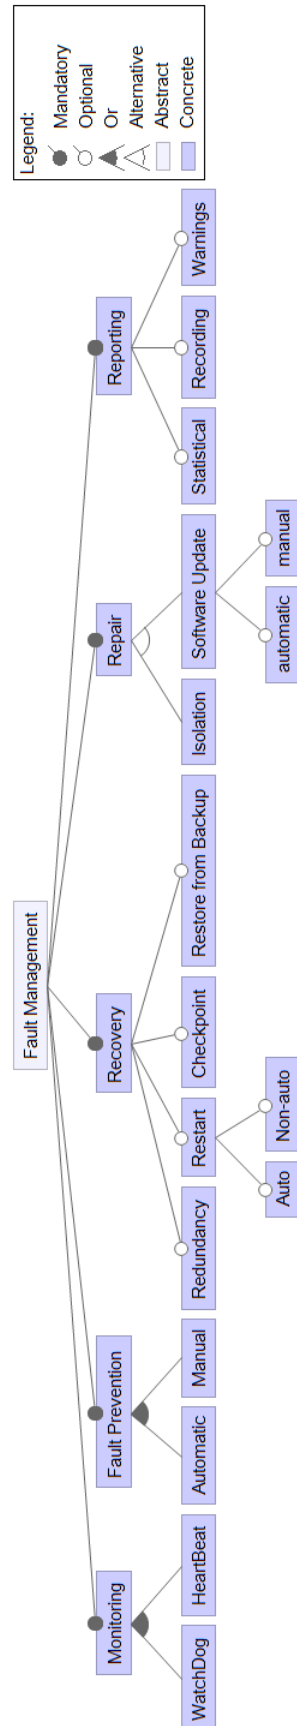 Fault Management
Monitoring
Fault Prevention
Recovery
Repair
Reporting
WatchDog
HeartBeat
Automatic
Manual
Redundancy
Restart
Checkpoint
Restore from Backup
Isolation
Software Update
Statistical
Recording
Warnings
Auto
Non-auto
automatic
manual
Legend:
Mandatory
Optional
Or
Alternative
Abstract
Concrete